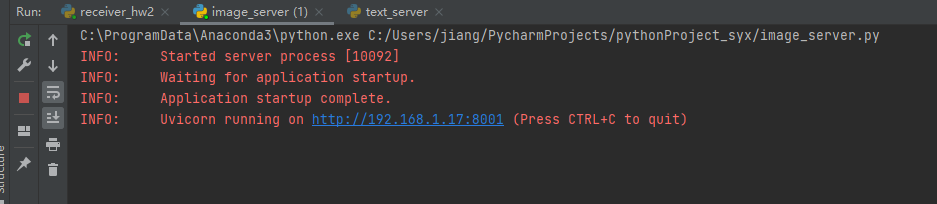 Run: receiver_hw2 × image_server (1) × text_server ×
C:\ProgramData\Anaconda3\python.exe C:/Users/jiang/PycharmProjects/pythonProject_syx/image_server.py
INFO:     Started server process [10092]
INFO:     Waiting for application startup.
INFO:     Application startup complete.
INFO:     Uvicorn running on http://192.168.1.17:8001 (Press CTRL+C to quit)
Structure